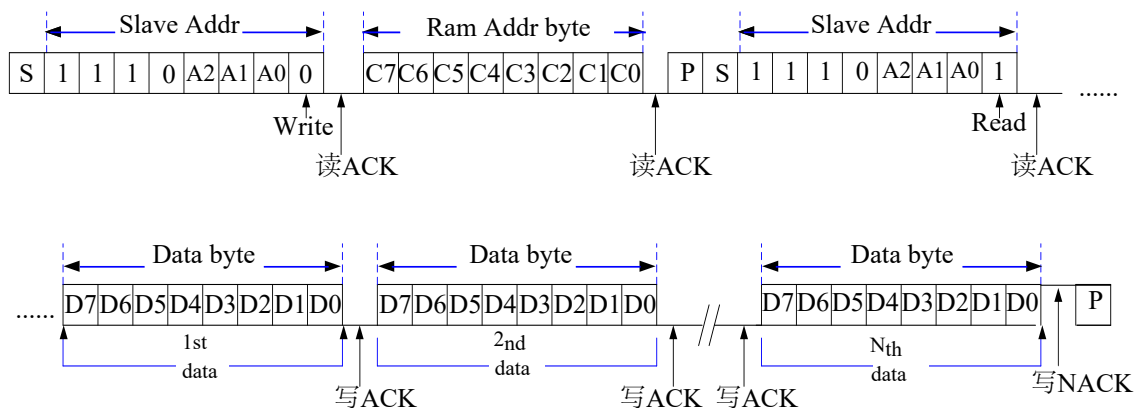 Slave Addr Ram Addr byte Slave Addr
S 1 1 1 0 A2 A1 A0 0 C7 C6 C5 C4 C3 C2 C1 C0 P S 1 1 1 0 A2 A1 A0 1 ......
Write Read
读ACK 读ACK 读ACK
Data byte Data byte Data byte
...... D7 D6 D5 D4 D3 D2 D1 D0 D7 D6 D5 D4 D3 D2 D1 D0 D7 D6 D5 D4 D3 D2 D1 D0 P
1st 2nd Nth
data data data
写ACK 写ACK 写ACK 写NACK